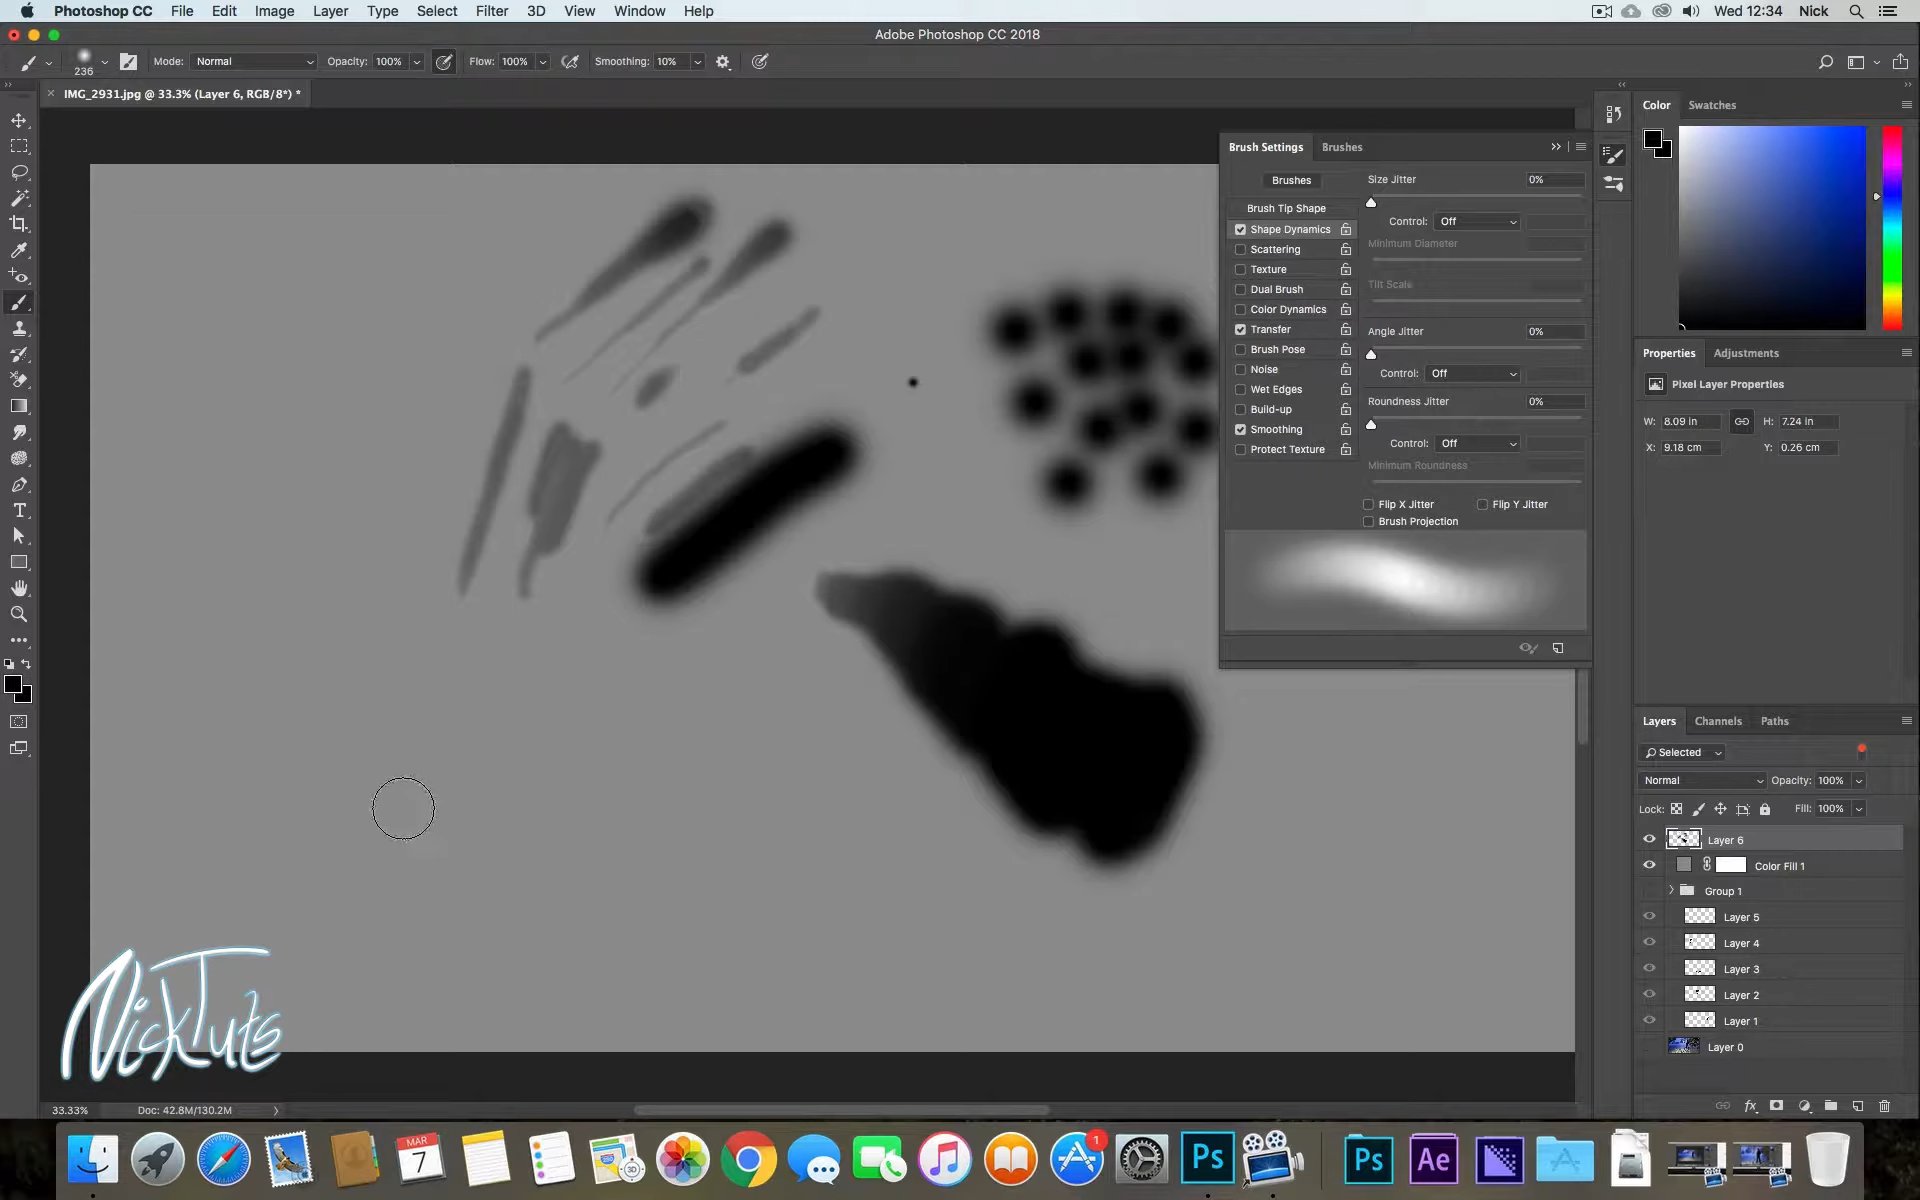 Photoshop CC File Edit Image Layer Type Select Filter 3D View Window Help Wed 12:34 Nick
Adobe Photoshop CC 2018
236 Mode: Normal Opacity: 100% Flow: 100% Smoothing: 10%
IMG_2931.jpg @ 33.3% (Layer 6, RGB/8*) *
Color Swatches
Brush Settings Brushes
Brushes
Brush Tip Shape
Shape Dynamics
Scattering
Texture
Dual Brush
Color Dynamics
Transfer
Brush Pose
Noise
Wet Edges
Build-up
Smoothing
Protect Texture
Size Jitter 0%
Control: Off
Minimum Diameter
Tilt Scale
Angle Jitter 0%
Control: Off
Roundness Jitter 0%
Control: Off
Minimum Roundness
Flip X Jitter Flip Y Jitter
Brush Projection
Properties Adjustments
Pixel Layer Properties
W: 8.09 in H: 7.24 in
X: 9.18 cm Y: 0.26 cm
Layers Channels Paths
Selected
Normal Opacity: 100%
Lock: Fill: 100%
Layer 6
Color Fill 1
Group 1
Layer 5
Layer 4
Layer 3
Layer 2
Layer 1
Layer 0
fx
NickTuts
33.33% Doc: 42.8M/130.2M
MAR
7
3D
1
Ps
Ps
Ae